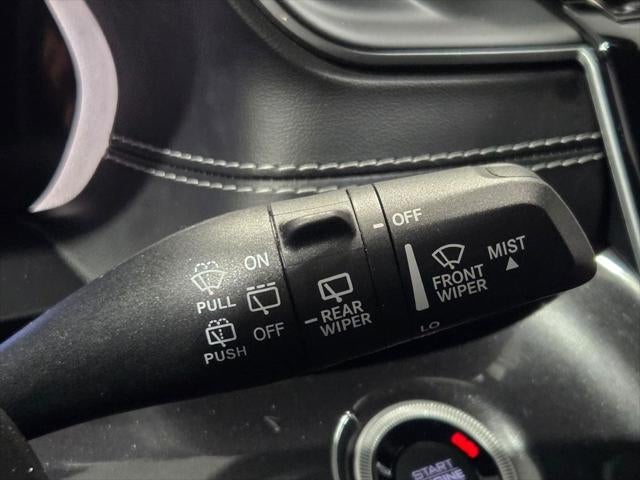 OFF
ON
MIST
FRONT
WIPER
PULL
REAR
WIPER
OFF
PUSH
LO
START